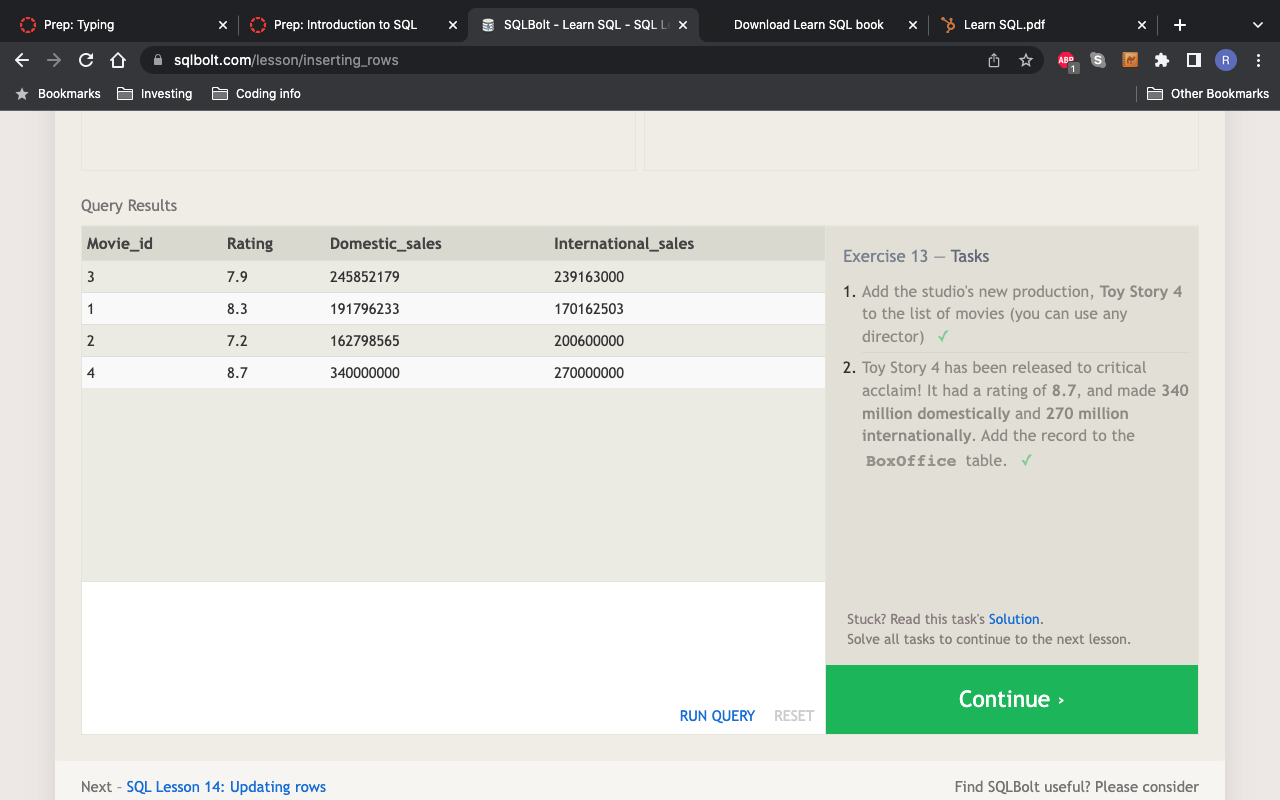 Prep: Typing
Prep: Introduction to SQL
SQLBolt - Learn SQL - SQL L
Download Learn SQL book
Learn SQL.pdf
sqlbolt.com/lesson/inserting_rows
ABP
1
S
R
Bookmarks
Investing
Coding info
Other Bookmarks
Query Results
Movie_id Rating Domestic_sales International_sales
3 7.9 245852179 239163000
1 8.3 191796233 170162503
2 7.2 162798565 200600000
4 8.7 340000000 270000000
Exercise 13 — Tasks
1. Add the studio's new production, Toy Story 4
to the list of movies (you can use any
director) ✓
2. Toy Story 4 has been released to critical
acclaim! It had a rating of 8.7, and made 340
million domestically and 270 million
internationally. Add the record to the
BoxOffice table. ✓
Stuck? Read this task's Solution.
Solve all tasks to continue to the next lesson.
RUN QUERY RESET
Continue ›
Next – SQL Lesson 14: Updating rows
Find SQLBolt useful? Please consider